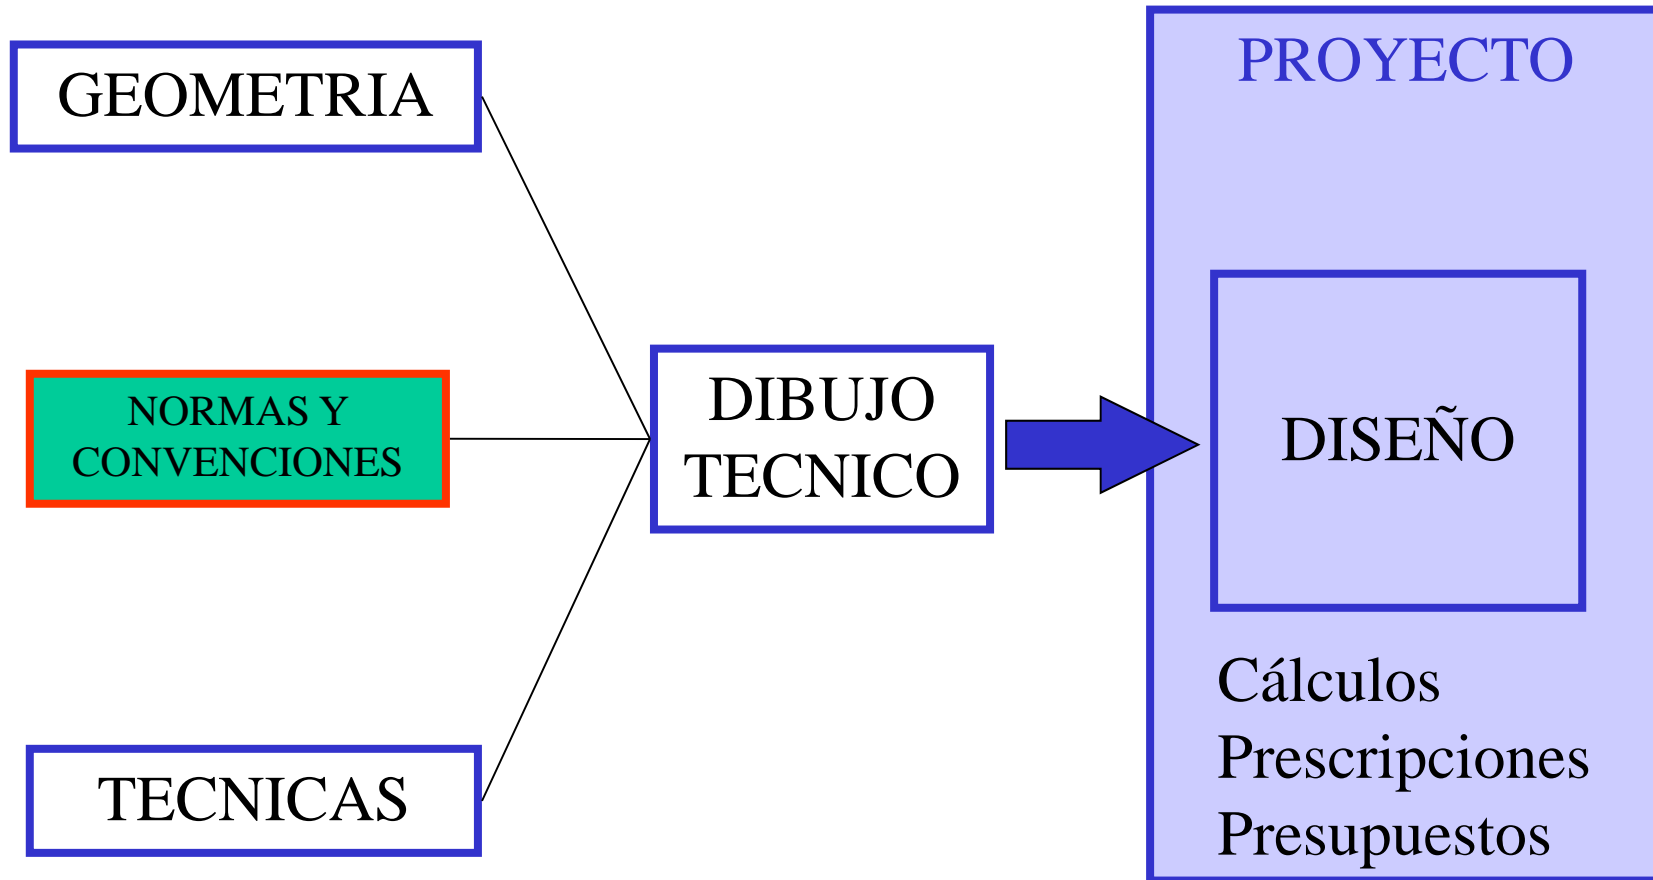 GEOMETRIA
NORMAS Y
CONVENCIONES
TECNICAS
DIBUJO
TECNICO
PROYECTO
DISEÑO
Cálculos
Prescripciones
Presupuestos